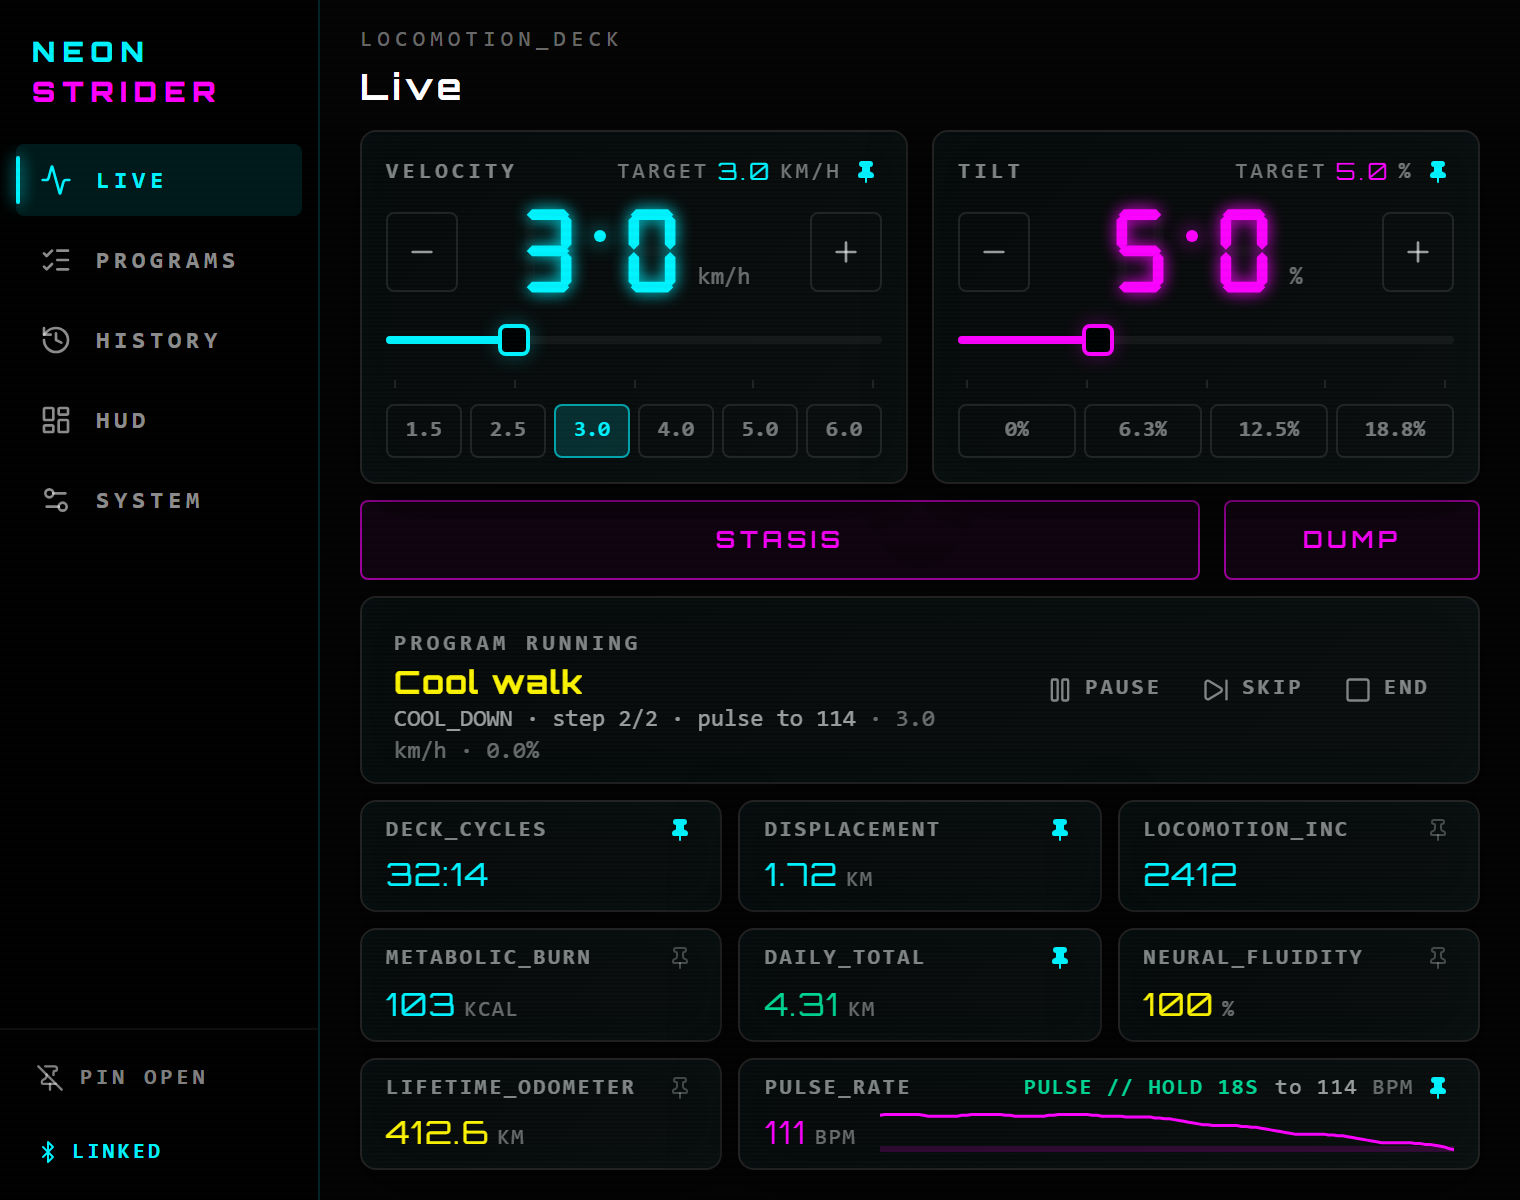 NEON
STRIDER
LIVE
PROGRAMS
HISTORY
HUD
SYSTEM
PIN OPEN
LINKED
LOCOMOTION_DECK
Live
VELOCITY TARGET 3.0 KM/H
− 3.0 km/h +
1.5 2.5 3.0 4.0 5.0 6.0
TILT TARGET 5.0 %
− 5.0 % +
0% 6.3% 12.5% 18.8%
STASIS DUMP
PROGRAM RUNNING
Cool walk
COOL_DOWN · step 2/2 · pulse to 114 · 3.0
km/h · 0.0%
PAUSE SKIP END
DECK_CYCLES
32:14
DISPLACEMENT
1.72 KM
LOCOMOTION_INC
2412
METABOLIC_BURN
103 KCAL
DAILY_TOTAL
4.31 KM
NEURAL_FLUIDITY
100 %
LIFETIME_ODOMETER
412.6 KM
PULSE_RATE PULSE // HOLD 18S to 114 BPM
111 BPM